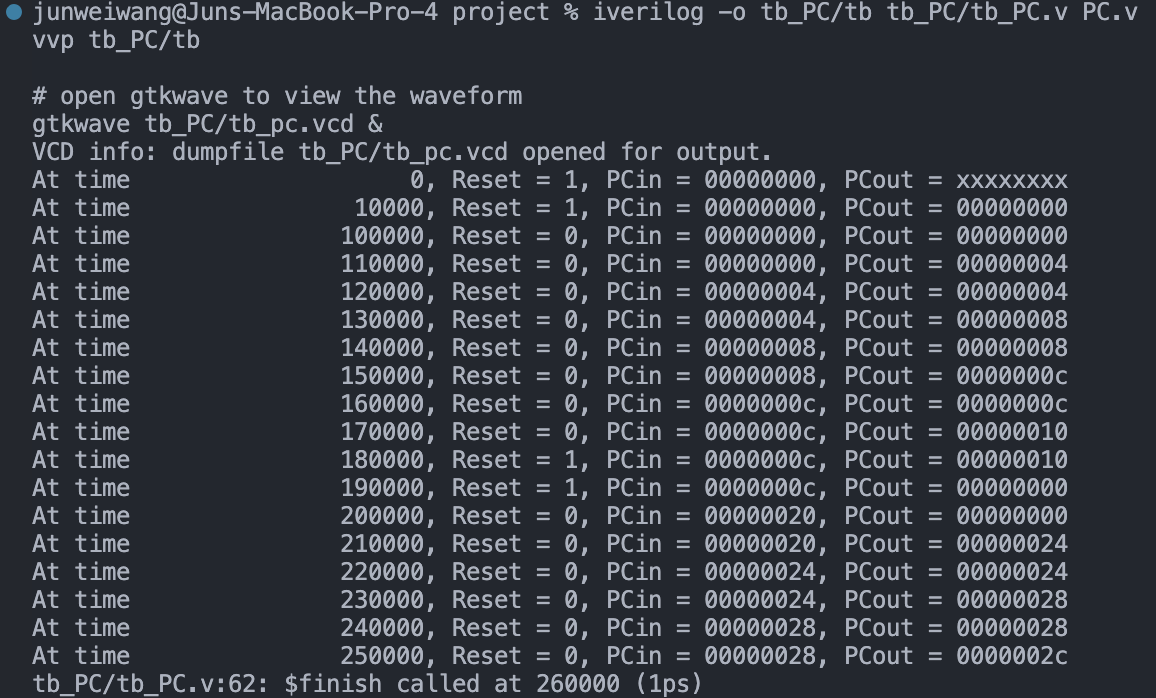 junweiwang@Juns-MacBook-Pro-4 project % iverilog -o tb_PC/tb tb_PC/tb_PC.v PC.v
vvp tb_PC/tb
# open gtkwave to view the waveform
gtkwave tb_PC/tb_pc.vcd &
VCD info: dumpfile tb_PC/tb_pc.vcd opened for output.
At time                    0, Reset = 1, PCin = 00000000, PCout = xxxxxxxx
At time                10000, Reset = 1, PCin = 00000000, PCout = 00000000
At time               100000, Reset = 0, PCin = 00000000, PCout = 00000000
At time               110000, Reset = 0, PCin = 00000000, PCout = 00000004
At time               120000, Reset = 0, PCin = 00000004, PCout = 00000004
At time               130000, Reset = 0, PCin = 00000004, PCout = 00000008
At time               140000, Reset = 0, PCin = 00000008, PCout = 00000008
At time               150000, Reset = 0, PCin = 00000008, PCout = 0000000c
At time               160000, Reset = 0, PCin = 0000000c, PCout = 0000000c
At time               170000, Reset = 0, PCin = 0000000c, PCout = 00000010
At time               180000, Reset = 1, PCin = 0000000c, PCout = 00000010
At time               190000, Reset = 1, PCin = 0000000c, PCout = 00000000
At time               200000, Reset = 0, PCin = 00000020, PCout = 00000000
At time               210000, Reset = 0, PCin = 00000020, PCout = 00000024
At time               220000, Reset = 0, PCin = 00000024, PCout = 00000024
At time               230000, Reset = 0, PCin = 00000024, PCout = 00000028
At time               240000, Reset = 0, PCin = 00000028, PCout = 00000028
At time               250000, Reset = 0, PCin = 00000028, PCout = 0000002c
tb_PC/tb_PC.v:62: $finish called at 260000 (1ps)